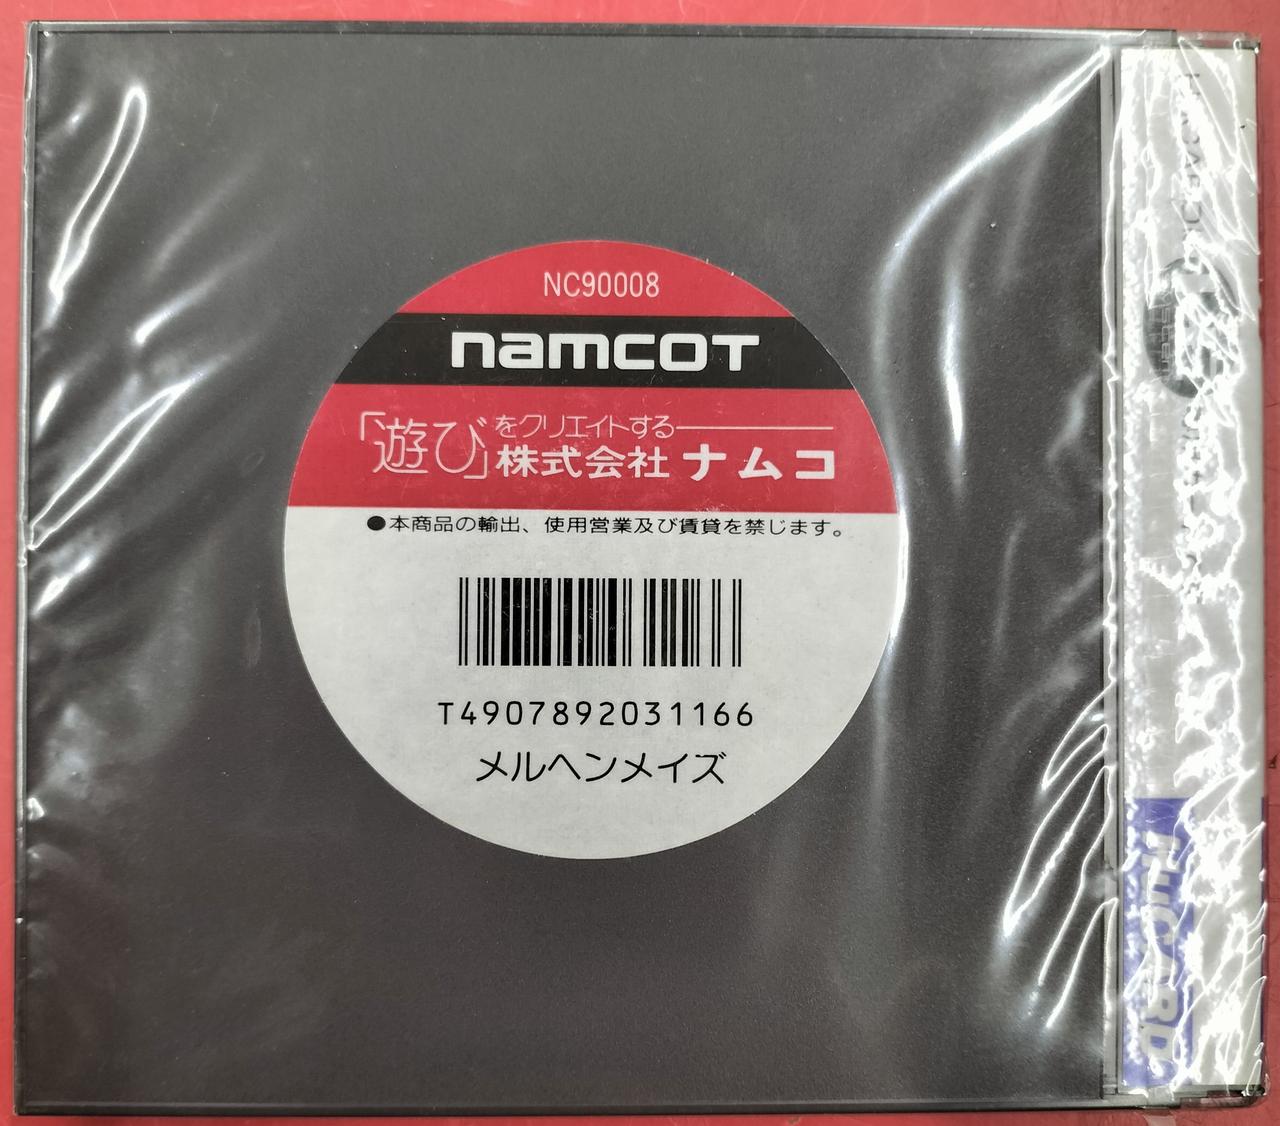 NC90008
namcot
「遊び」をクリエイトする
株式会社ナムコ
●本商品の輸出、使用営業及び賃貸を禁じます。
T4907892031166
メルヘンメイズ
HuCARD